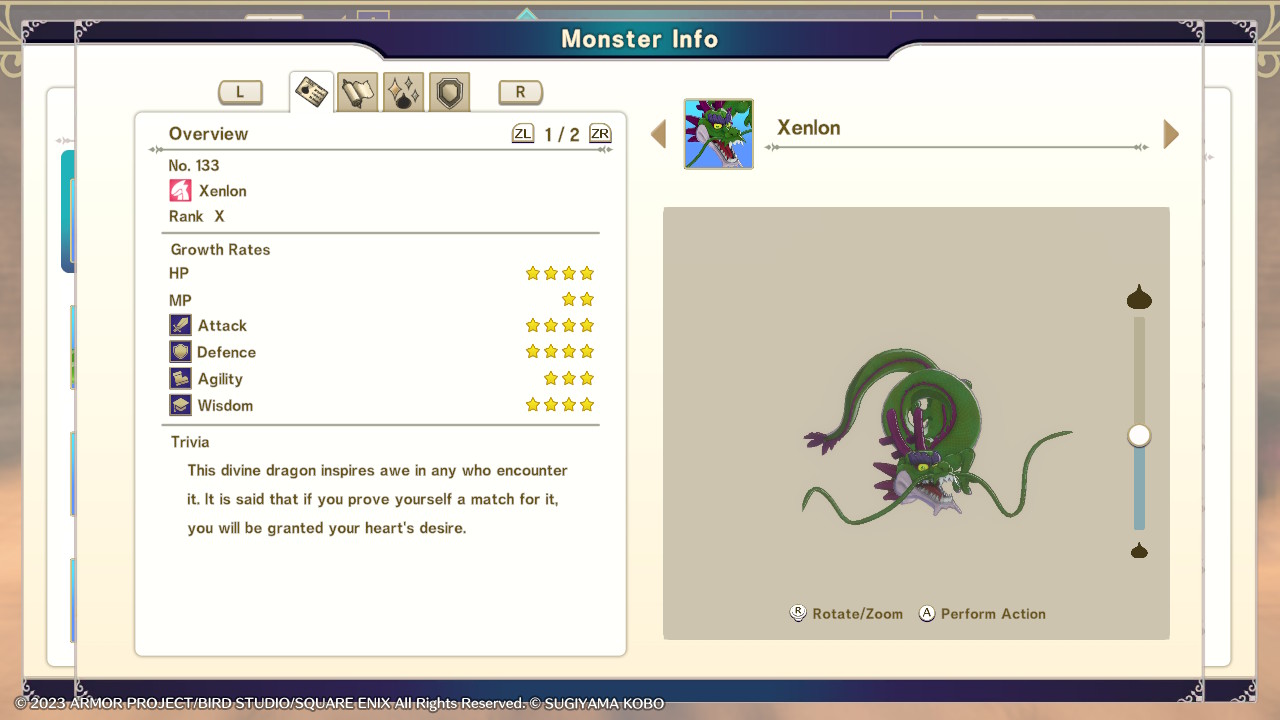 Monster Info
L
R
Overview
ZL 1 / 2 ZR
No. 133
Xenlon
Rank X
Growth Rates
HP
MP
Attack
Defence
Agility
Wisdom
Trivia
This divine dragon inspires awe in any who encounter
it. It is said that if you prove yourself a match for it,
you will be granted your heart's desire.
Xenlon
R Rotate/Zoom A Perform Action
© 2023 ARMOR PROJECT/BIRD STUDIO/SQUARE ENIX All Rights Reserved. © SUGIYAMA KOBO